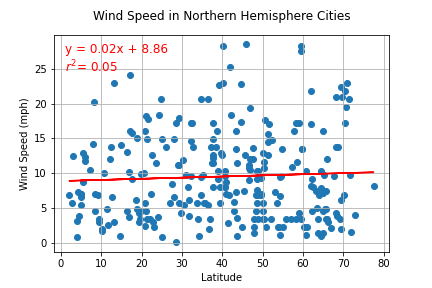 Wind Speed in Northern Hemisphere Cities
y = 0.02x + 8.86
r²= 0.05
Wind Speed (mph)
25
20
15
10
5
0
0 10 20 30 40 50 60 70 80
Latitude